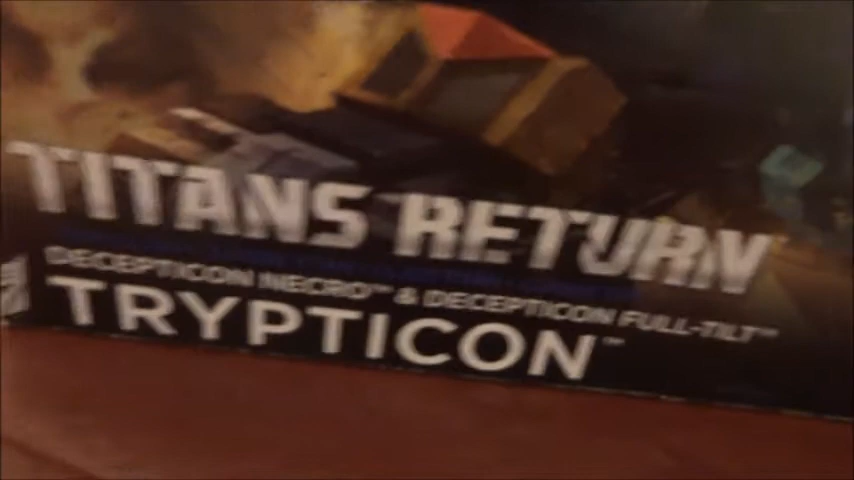 TITANS RETURN
DECEPTICON NECRO™ & DECEPTICON FULL-TILT™
TRYPTICON™